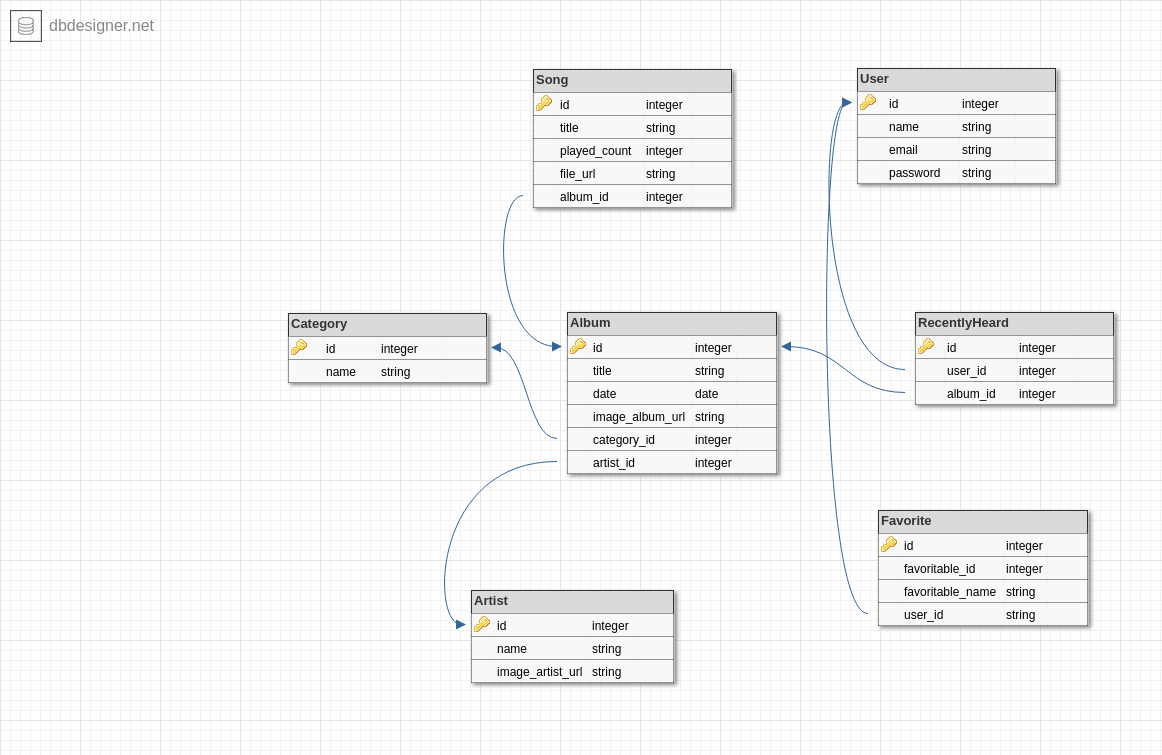 dbdesigner.net
Song
id integer
title string
played_count integer
file_url string
album_id integer
User
id integer
name string
email string
password string
Category
id integer
name string
Album
id integer
title string
date date
image_album_url string
category_id integer
artist_id integer
RecentlyHeard
id integer
user_id integer
album_id integer
Favorite
id integer
favoritable_id integer
favoritable_name string
user_id string
Artist
id integer
name string
image_artist_url string